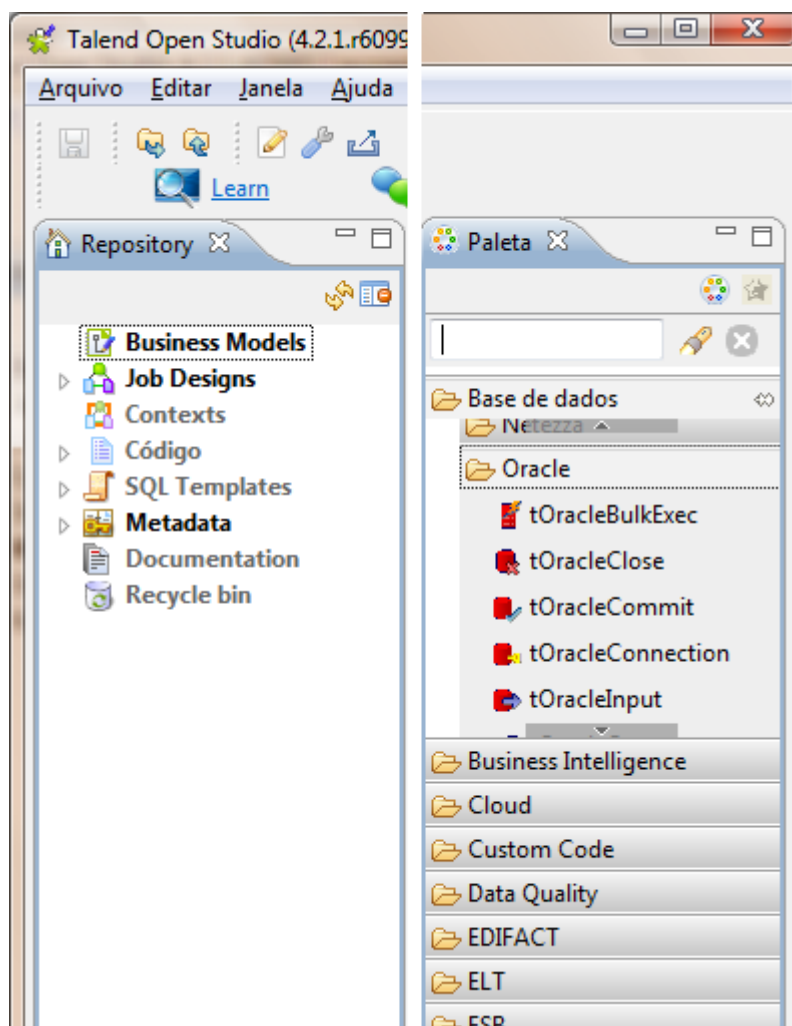 Talend Open Studio (4.2.1.r6099
Arquivo Editar Janela Ajuda
Learn
Repository
Business Models
Job Designs
Contexts
Código
SQL Templates
Metadata
Documentation
Recycle bin
Paleta
Base de dados
Netezza
Oracle
tOracleBulkExec
tOracleClose
tOracleCommit
tOracleConnection
tOracleInput
Business Intelligence
Cloud
Custom Code
Data Quality
EDIFACT
ELT
ESB